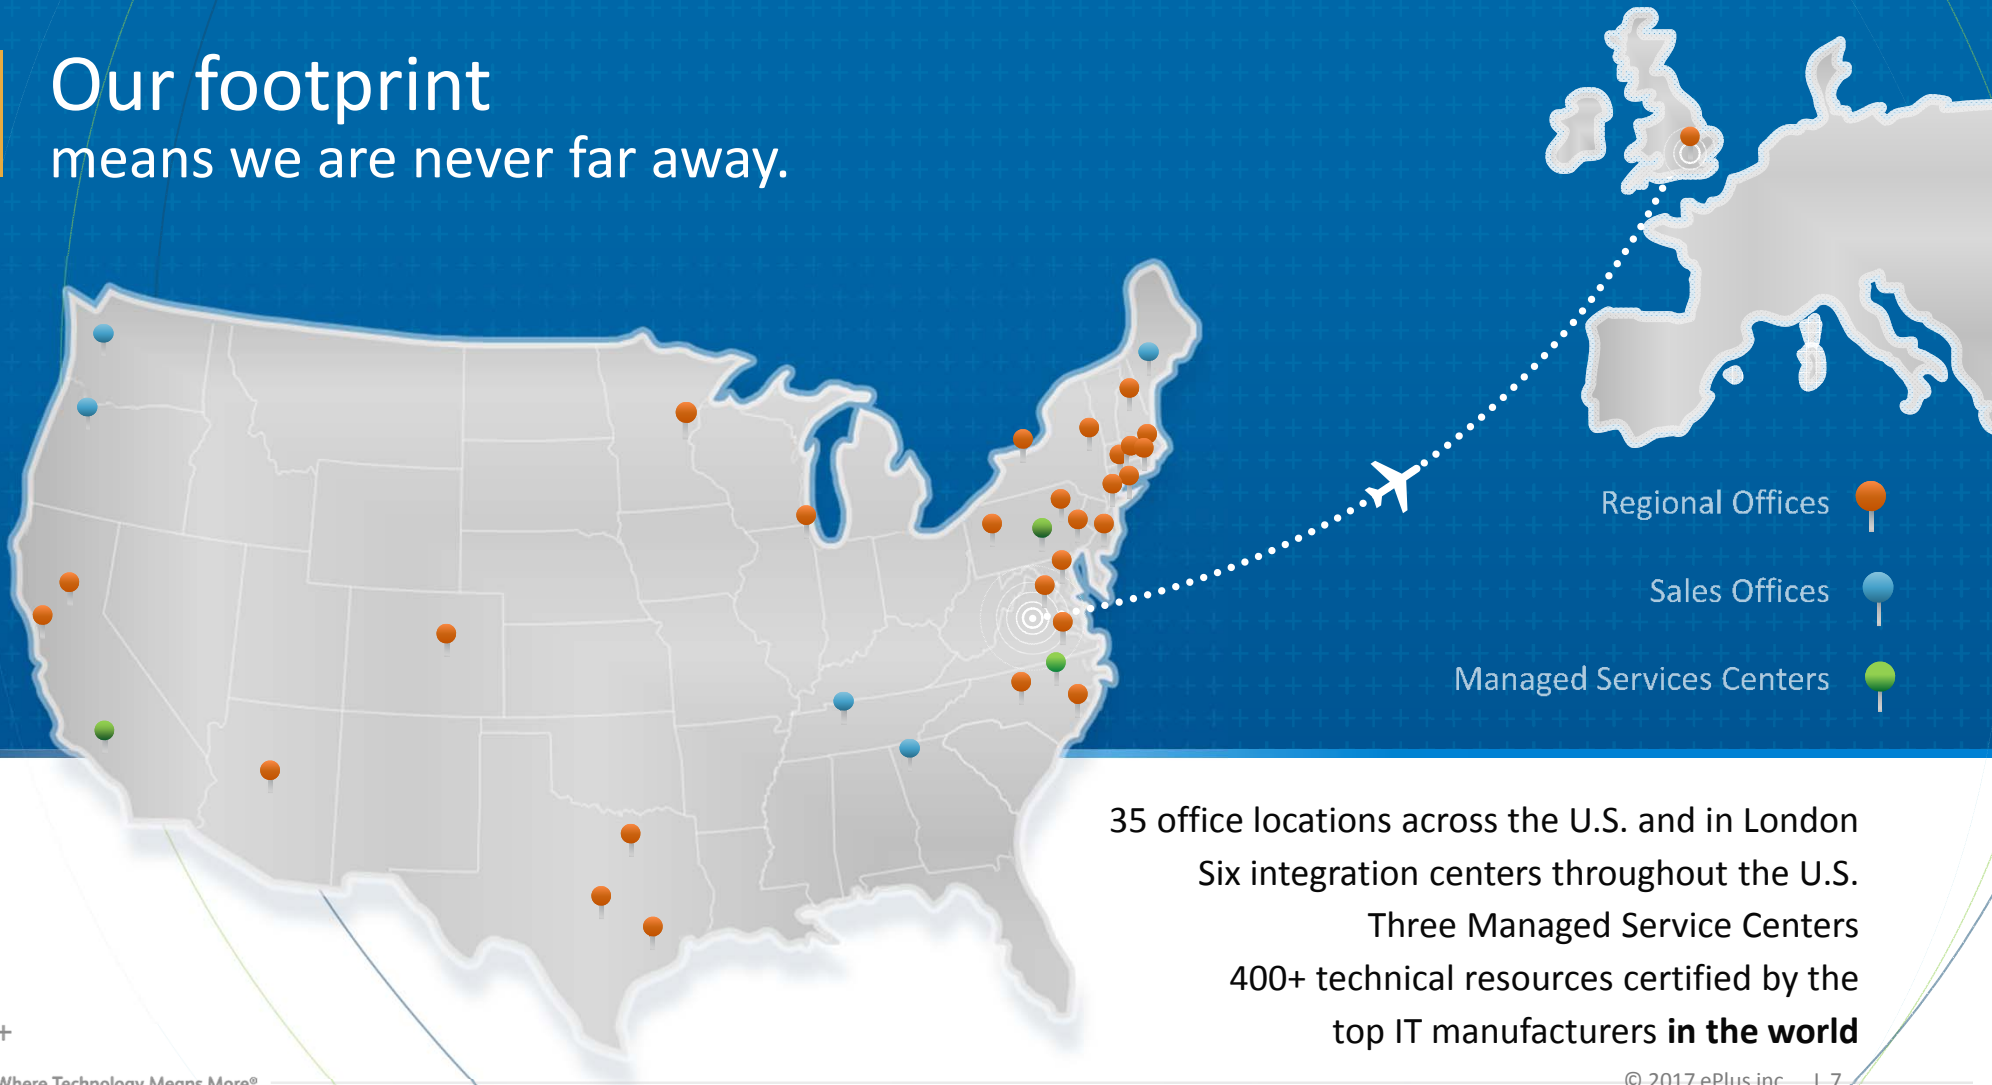 Our footprint
means we are never far away.
Regional Offices
Sales Offices
Managed Services Centers
35 office locations across the U.S. and in London
Six integration centers throughout the U.S.
Three Managed Service Centers
400+ technical resources certified by the
top IT manufacturers in the world
+
Where Technology Means More®
© 2017 ePlus inc. | 7